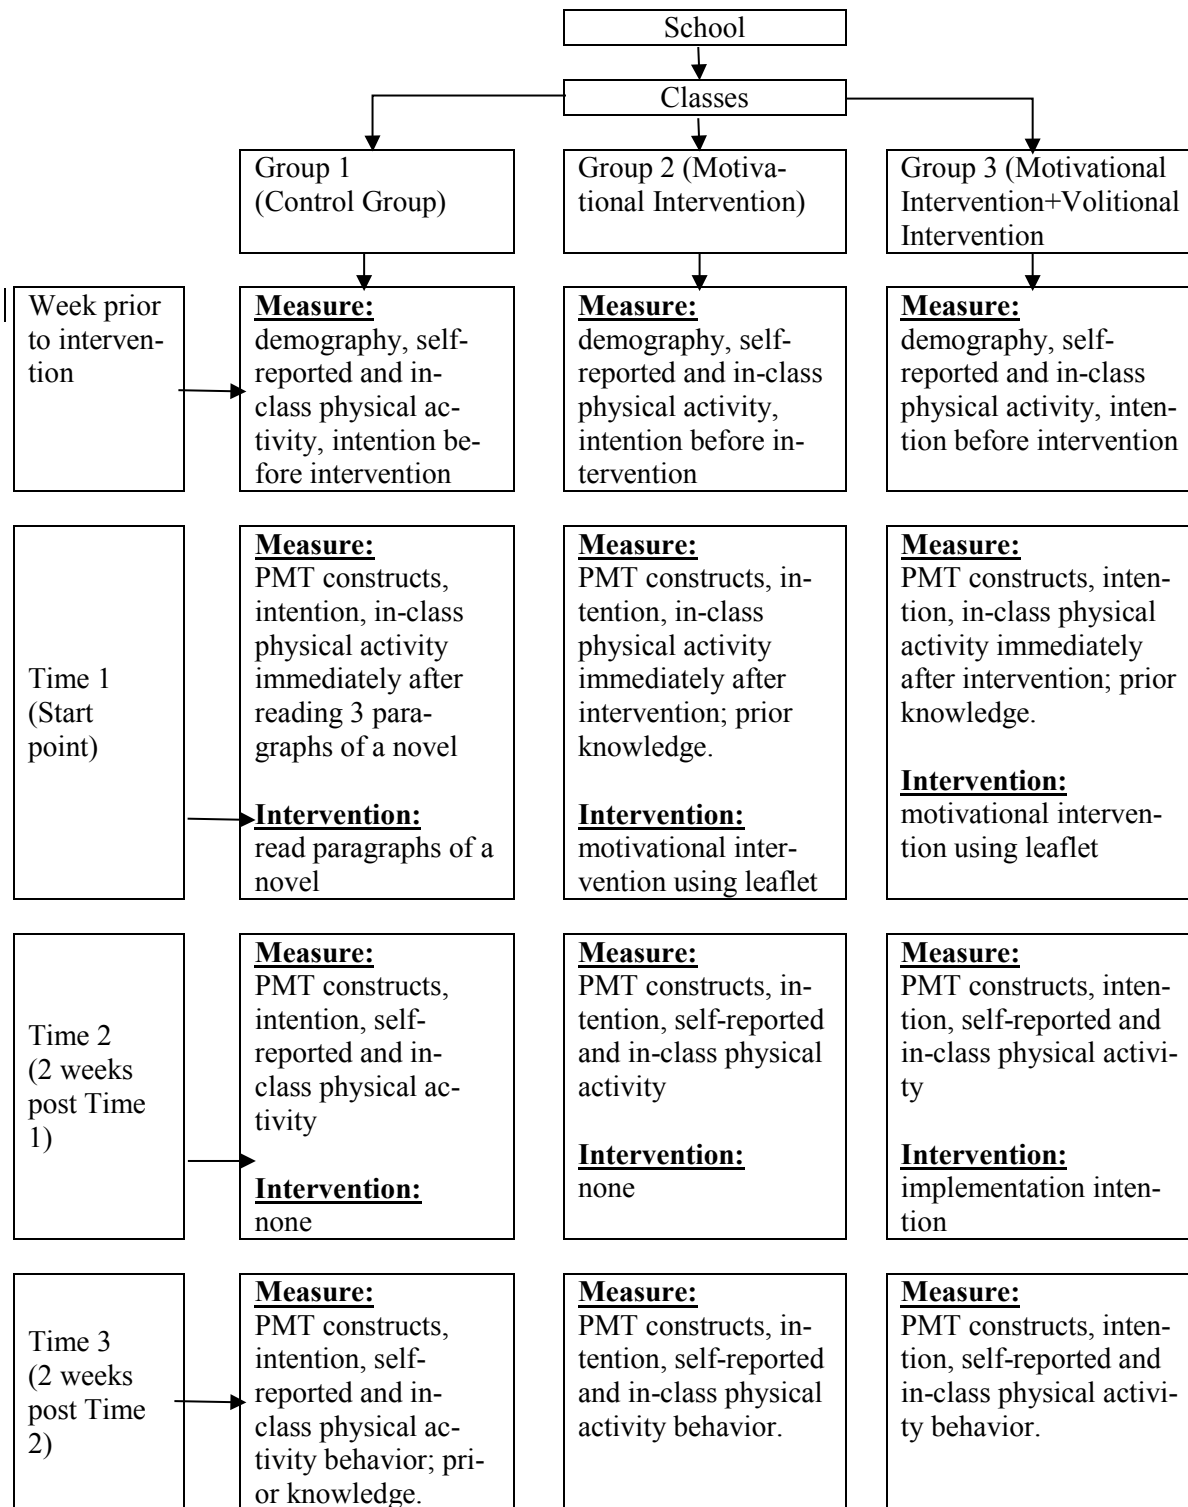 School
Classes
Group 1
(Control Group)
Group 2 (Motiva-
tional Intervention)
Group 3 (Motivational
Intervention+Volitional
Intervention
Week prior
to interven-
tion
Measure:
demography, self-
reported and in-
class physical ac-
tivity, intention be-
fore intervention
Measure:
demography, self-
reported and in-class
physical activity,
intention before in-
tervention
Measure:
demography, self-
reported and in-class
physical activity, inten-
tion before intervention
Time 1
(Start
point)
Measure:
PMT constructs,
intention, in-class
physical activity
immediately after
reading 3 para-
graphs of a novel
Intervention:
read paragraphs of a
novel
Measure:
PMT constructs, in-
tention, in-class
physical activity
immediately after
intervention; prior
knowledge.
Intervention:
motivational inter-
vention using leaflet
Measure:
PMT constructs, inten-
tion, in-class physical
activity immediately
after intervention; prior
knowledge.
Intervention:
motivational interven-
tion using leaflet
Time 2
(2 weeks
post Time
1)
Measure:
PMT constructs,
intention, self-
reported and in-
class physical ac-
tivity
Intervention:
none
Measure:
PMT constructs, in-
tention, self-reported
and in-class physical
activity
Intervention:
none
Measure:
PMT constructs, inten-
tion, self-reported and
in-class physical activi-
ty
Intervention:
implementation inten-
tion
Time 3
(2 weeks
post Time
2)
Measure:
PMT constructs,
intention, self-
reported and in-
class physical ac-
tivity behavior; pri-
or knowledge.
Measure:
PMT constructs, in-
tention, self-reported
and in-class physical
activity behavior.
Measure:
PMT constructs, inten-
tion, self-reported and
in-class physical activi-
ty behavior.